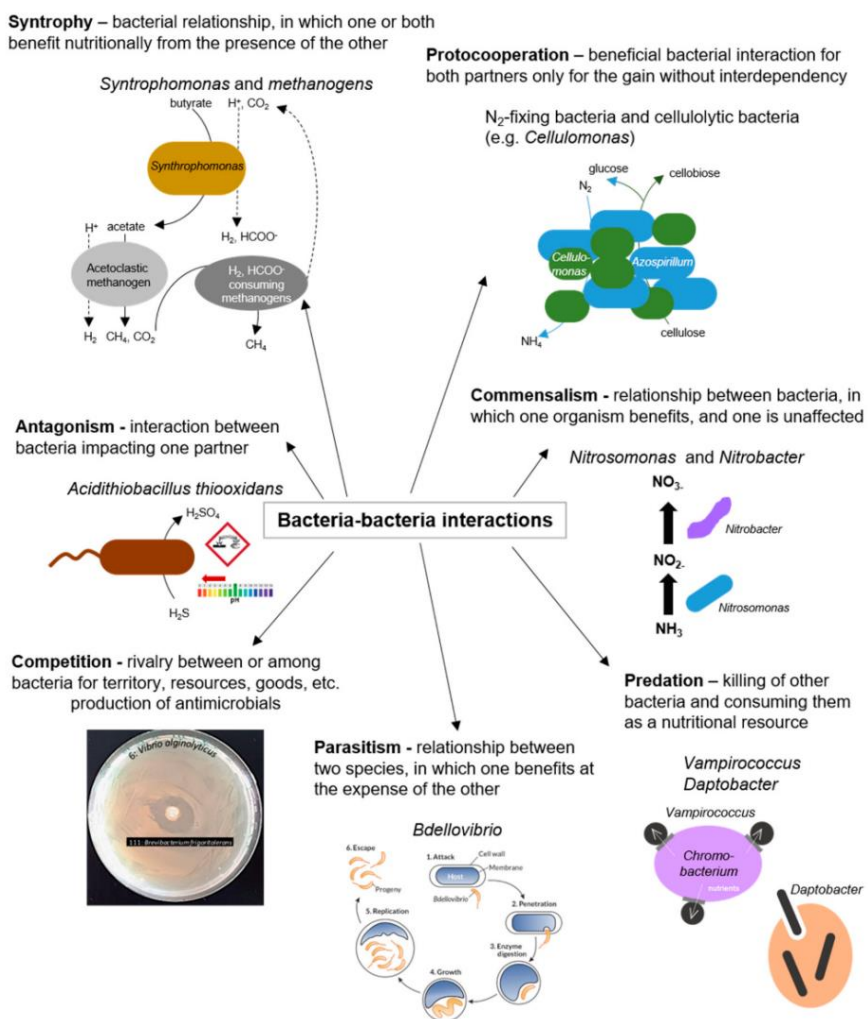 Syntrophy – bacterial relationship, in which one or both
benefit nutritionally from the presence of the other
Syntrophomonas and methanogens
butyrate
H⁺, CO₂
Synthrophomonas
H⁺
acetate
H₂, HCOO⁻
Acetoclastic
methanogen
H₂, HCOO⁻
consuming
methanogens
H₂
CH₄, CO₂
CH₄
Protocooperation – beneficial bacterial interaction for
both partners only for the gain without interdependency
N₂-fixing bacteria and cellulolytic bacteria
(e.g. Cellulomonas)
glucose
cellobiose
N₂
Cellulo-
monas
Azospirillum
NH₄
cellulose
Antagonism - interaction between
bacteria impacting one partner
Acidithiobacillus thiooxidans
H₂SO₄
pH
H₂S
Bacteria-bacteria interactions
Commensalism - relationship between bacteria, in
which one organism benefits, and one is unaffected
Nitrosomonas and Nitrobacter
NO₃-
Nitrobacter
NO₂-
Nitrosomonas
NH₃
Competition - rivalry between or among
bacteria for territory, resources, goods, etc.
production of antimicrobials
6: Vibrio alginolyticus
111: Brevibacterium frigoritolerans
Parasitism - relationship between
two species, in which one benefits at
the expense of the other
Bdellovibrio
6. Escape
Progeny
1. Attack
Cell wall
Membrane
Host
Bdellovibrio
2. Penetration
3. Enzyme
digestion
4. Growth
5. Replication
Predation – killing of other
bacteria and consuming them
as a nutritional resource
Vampirococcus
Daptobacter
Vampirococcus
Chromo-
bacterium
nutrients
Daptobacter